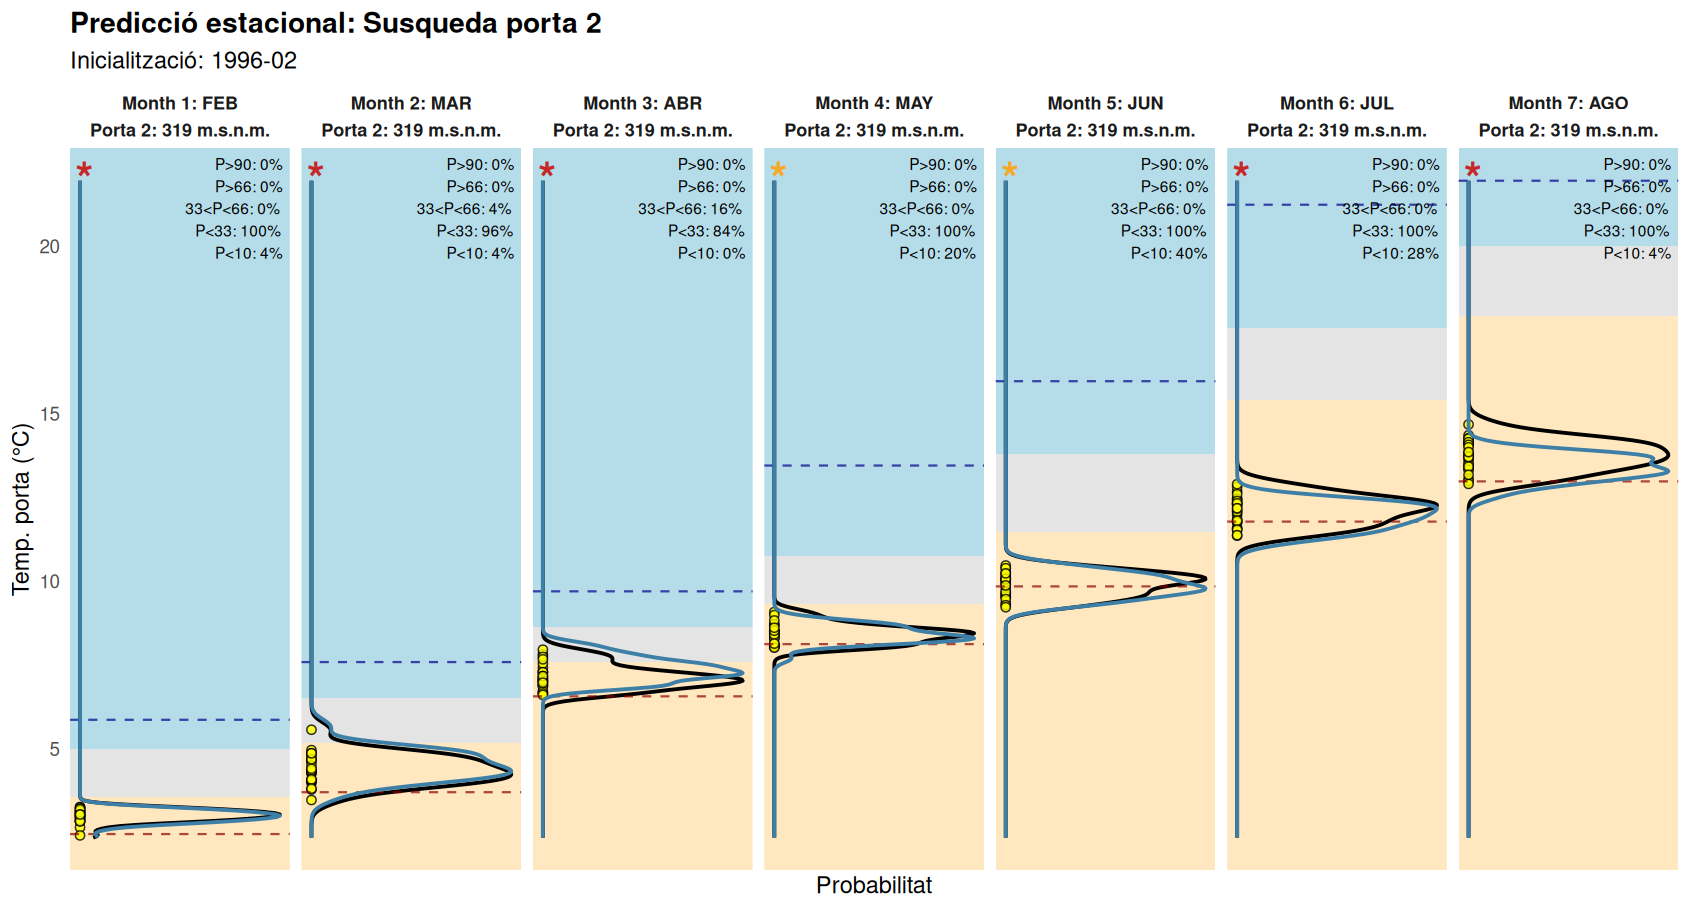 Predicció estacional: Susqueda porta 2
Inicialització: 1996-02
Month 1: FEB
Porta 2: 319 m.s.n.m.
Month 2: MAR
Porta 2: 319 m.s.n.m.
Month 3: ABR
Porta 2: 319 m.s.n.m.
Month 4: MAY
Porta 2: 319 m.s.n.m.
Month 5: JUN
Porta 2: 319 m.s.n.m.
Month 6: JUL
Porta 2: 319 m.s.n.m.
Month 7: AGO
Porta 2: 319 m.s.n.m.
*
P>90: 0%
P>66: 0%
33<P<66: 0%
P<33: 100%
P<10: 4%
*
P>90: 0%
P>66: 0%
33<P<66: 4%
P<33: 96%
P<10: 4%
*
P>90: 0%
P>66: 0%
33<P<66: 16%
P<33: 84%
P<10: 0%
*
P>90: 0%
P>66: 0%
33<P<66: 0%
P<33: 100%
P<10: 20%
*
P>90: 0%
P>66: 0%
33<P<66: 0%
P<33: 100%
P<10: 40%
*
P>90: 0%
P>66: 0%
33<P<66: 0%
P<33: 100%
P<10: 28%
*
P>90: 0%
P>66: 0%
33<P<66: 0%
P<33: 100%
P<10: 4%
20
15
10
5
Temp. porta (°C)
Probabilitat